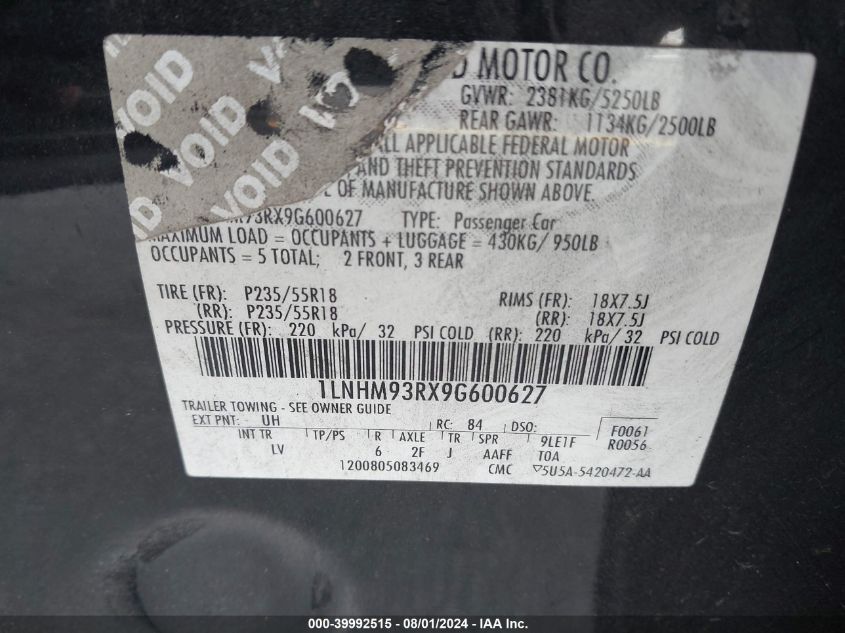 VOID VOID VOID
VOID VOID
VOID
D MOTOR CO.
GVWR: 2381KG/5250LB
REAR GAWR: 1134KG/2500LB
ALL APPLICABLE FEDERAL MOTOR
AND THEFT PREVENTION STANDARDS
E OF MANUFACTURE SHOWN ABOVE.
93RX9G600627 TYPE: Passenger Car
MAXIMUM LOAD = OCCUPANTS + LUGGAGE = 430KG/ 950LB
OCCUPANTS = 5 TOTAL; 2 FRONT, 3 REAR
TIRE (FR): P235/55R18 RIMS (FR): 18X7.5J
(RR): P235/55R18 (RR): 18X7.5J
PRESSURE (FR): 220 kPa/ 32 PSI COLD (RR): 220 kPa/ 32 PSI COLD
1LNHM93RX9G600627
TRAILER TOWING - SEE OWNER GUIDE
EXT PNT: UH RC: 84 DSO: F0061
INT TR TP/PS R AXLE TR SPR 9LE1F R0056
LV 6 2F J AAFF TOA
1200805083469 CMC 5U5A-5420472-AA
000-39992515 - 08/01/2024 - IAA Inc.